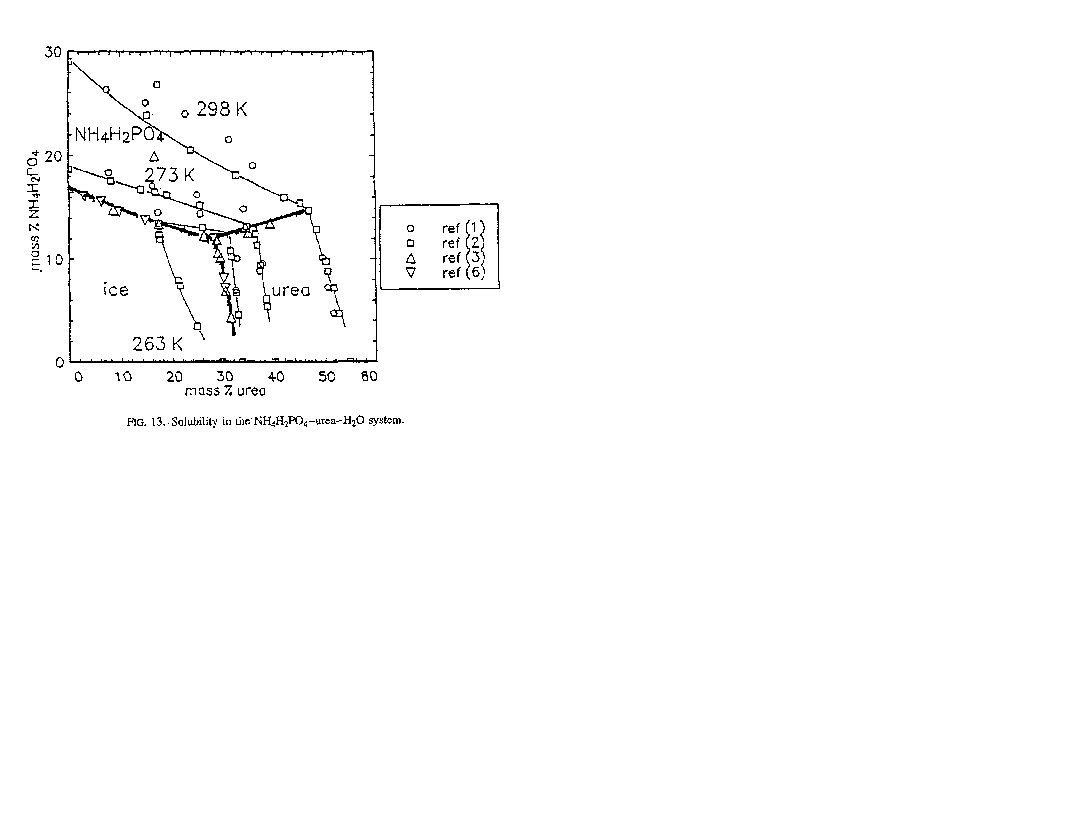 30
298 K
NH4H2PO4
20
273 K
mass % NH4H2PO4
ref (1)
ref (2)
ref (3)
ref (6)
10
ice
urea
263 K
0
0 10 20 30 40 50 60
mass % urea
FIG. 13. Solubility in the NH4H2PO4–urea–H2O system.